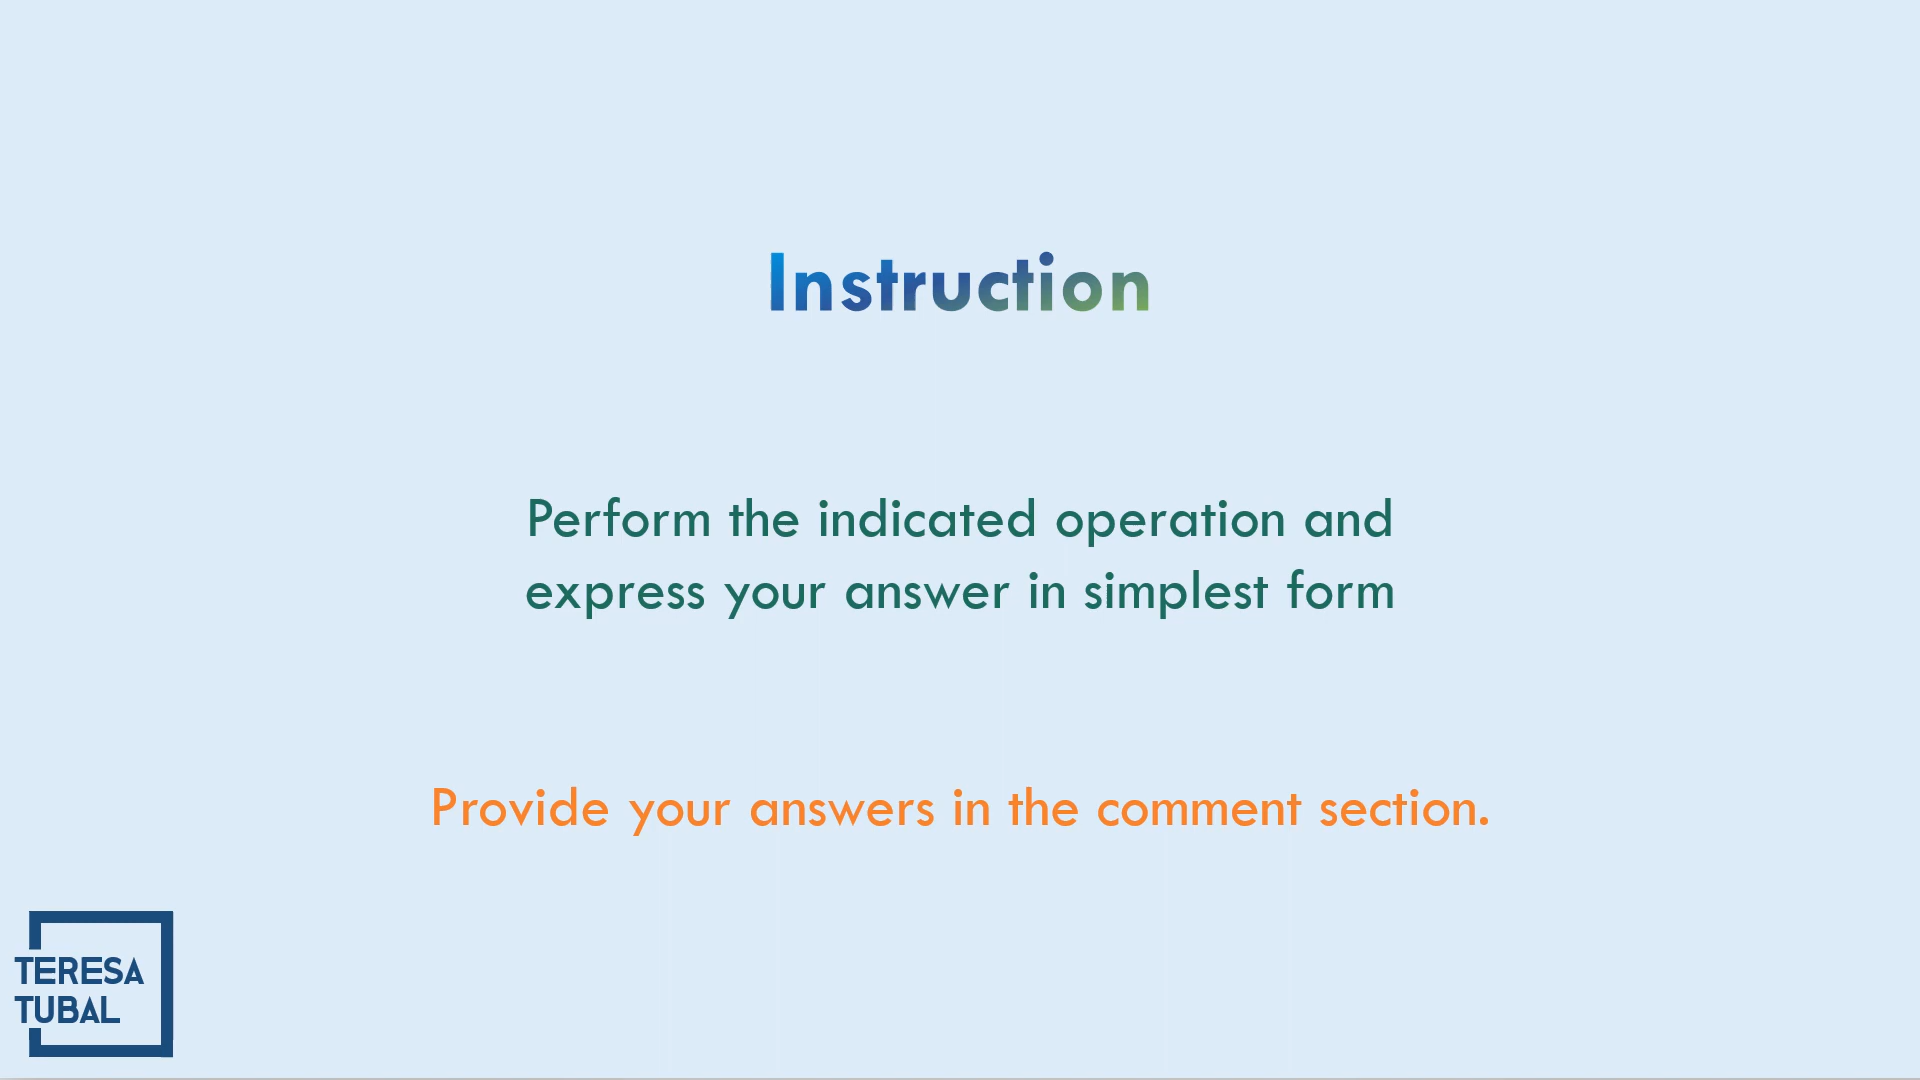 Instruction
Perform the indicated operation and
express your answer in simplest form
Provide your answers in the comment section.
TERESA
TUBAL